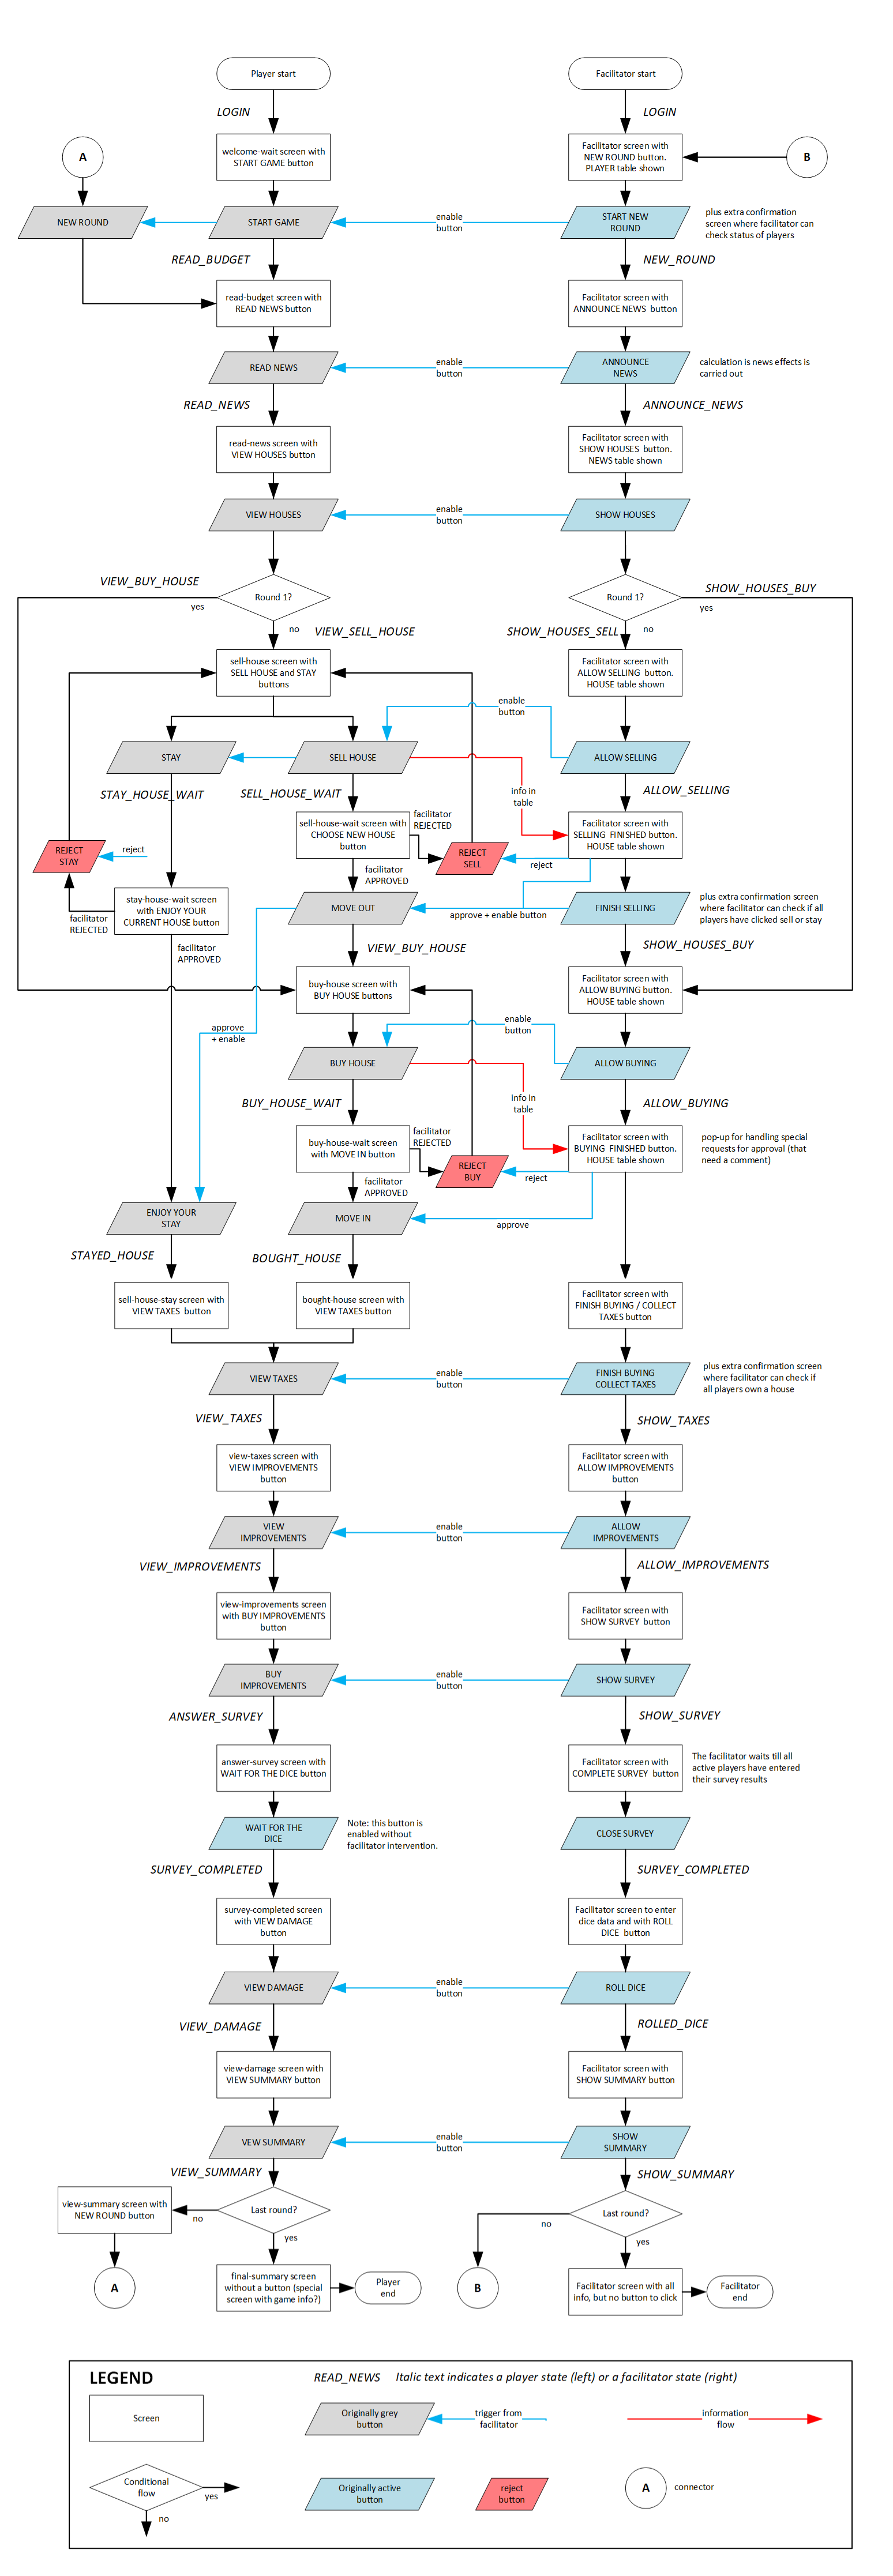 Player start
Facilitator start
LOGIN
LOGIN
A
welcome-wait screen with
START GAME button
Facilitator screen with
NEW ROUND button.
PLAYER table shown
B
NEW ROUND
START GAME
enable
button
START NEW
ROUND
plus extra confirmation
screen where facilitator can
check status of players
READ_BUDGET
NEW_ROUND
read-budget screen with
READ NEWS button
Facilitator screen with
ANNOUNCE NEWS button
READ NEWS
enable
button
ANNOUNCE
NEWS
calculation is news effects is
carried out
READ_NEWS
ANNOUNCE_NEWS
read-news screen with
VIEW HOUSES button
Facilitator screen with
SHOW HOUSES button.
NEWS table shown
VIEW HOUSES
enable
button
SHOW HOUSES
VIEW_BUY_HOUSE
yes
Round 1?
no
VIEW_SELL_HOUSE
Round 1?
SHOW_HOUSES_BUY
yes
SHOW_HOUSES_SELL
no
sell-house screen with
SELL HOUSE and STAY
buttons
Facilitator screen with
ALLOW SELLING button.
HOUSE table shown
enable
button
STAY
SELL HOUSE
ALLOW SELLING
STAY_HOUSE_WAIT
SELL_HOUSE_WAIT
info in
table
ALLOW_SELLING
sell-house-wait screen with
CHOOSE NEW HOUSE
button
facilitator
REJECTED
Facilitator screen with
SELLING FINISHED button.
HOUSE table shown
REJECT
STAY
reject
REJECT
SELL
reject
facilitator
APPROVED
stay-house-wait screen
with ENJOY YOUR
CURRENT HOUSE button
facilitator
REJECTED
MOVE OUT
approve + enable button
FINISH SELLING
plus extra confirmation screen
where facilitator can check if all
players have clicked sell or stay
facilitator
APPROVED
VIEW_BUY_HOUSE
SHOW_HOUSES_BUY
buy-house screen with
BUY HOUSE buttons
Facilitator screen with
ALLOW BUYING button.
HOUSE table shown
approve
+ enable
enable
button
BUY HOUSE
ALLOW BUYING
BUY_HOUSE_WAIT
info in
table
ALLOW_BUYING
buy-house-wait screen
with MOVE IN button
facilitator
REJECTED
Facilitator screen with
BUYING FINISHED button.
HOUSE table shown
pop-up for handling special
requests for approval (that
need a comment)
REJECT
BUY
reject
facilitator
APPROVED
ENJOY YOUR
STAY
MOVE IN
approve
STAYED_HOUSE
BOUGHT_HOUSE
sell-house-stay screen with
VIEW TAXES button
bought-house screen with
VIEW TAXES button
Facilitator screen with
FINISH BUYING / COLLECT
TAXES button
VIEW TAXES
enable
button
FINISH BUYING
COLLECT TAXES
plus extra confirmation screen
where facilitator can check if
all players own a house
VIEW_TAXES
SHOW_TAXES
view-taxes screen with
VIEW IMPROVEMENTS
button
Facilitator screen with
ALLOW IMPROVEMENTS
button
VIEW
IMPROVEMENTS
enable
button
ALLOW
IMPROVEMENTS
VIEW_IMPROVEMENTS
ALLOW_IMPROVEMENTS
view-improvements screen
with BUY IMPROVEMENTS
button
Facilitator screen with
SHOW SURVEY button
BUY
IMPROVEMENTS
enable
button
SHOW SURVEY
ANSWER_SURVEY
SHOW_SURVEY
answer-survey screen with
WAIT FOR THE DICE button
Facilitator screen with
COMPLETE SURVEY button
The facilitator waits till all
active players have entered
their survey results
WAIT FOR THE
DICE
Note: this button is
enabled without
facilitator intervention.
CLOSE SURVEY
SURVEY_COMPLETED
SURVEY_COMPLETED
survey-completed screen
with VIEW DAMAGE
button
Facilitator screen to enter
dice data and with ROLL
DICE button
VIEW DAMAGE
enable
button
ROLL DICE
VIEW_DAMAGE
ROLLED_DICE
view-damage screen with
VIEW SUMMARY button
Facilitator screen with
SHOW SUMMARY button
VEW SUMMARY
enable
button
SHOW
SUMMARY
VIEW_SUMMARY
SHOW_SUMMARY
view-summary screen with
NEW ROUND button
no
Last round?
yes
no
Last round?
yes
A
final-summary screen
without a button (special
screen with game info?)
Player
end
B
Facilitator screen with all
info, but no button to click
Facilitator
end
LEGEND
READ_NEWS Italic text indicates a player state (left) or a facilitator state (right)
Screen
Originally grey
button
trigger from
facilitator
information
flow
Conditional
flow
yes
no
Originally active
button
reject
button
A
connector